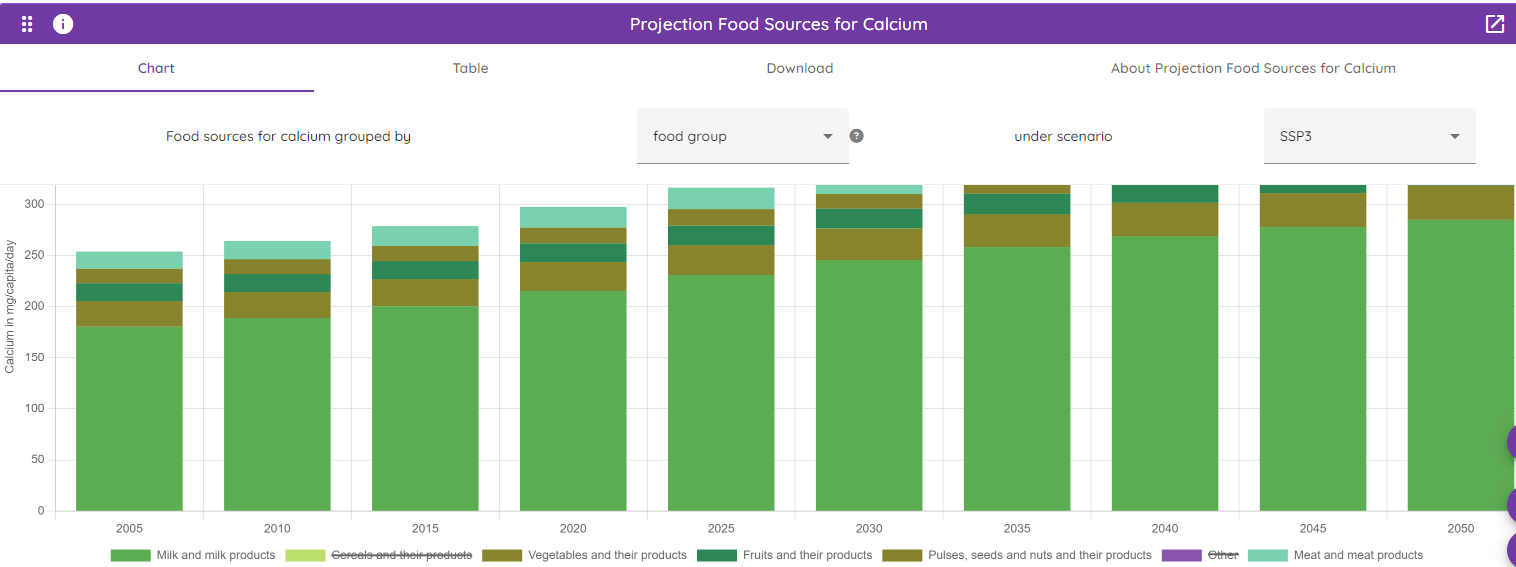 Projection Food Sources for Calcium
Chart Table Download About Projection Food Sources for Calcium
Food sources for calcium grouped by food group ? under scenario SSP3
Calcium in mg/capita/day
300
250
200
150
100
50
0
2005 2010 2015 2020 2025 2030 2035 2040 2045 2050
Milk and milk products Cereals and their products Vegetables and their products Fruits and their products Pulses, seeds and nuts and their products Other Meat and meat products